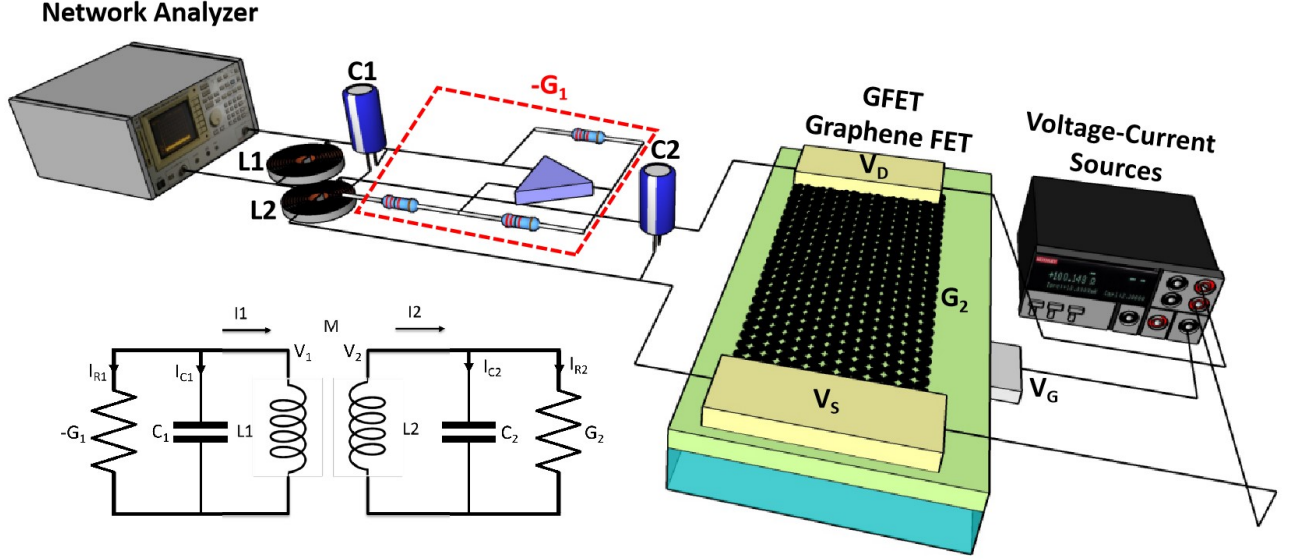 Network Analyzer
C1
-G1
L1
L2
C2
GFET
Graphene FET
VD
G2
VS
VG
Voltage-Current
Sources
I1
M
I2
V1
V2
IR1
IC1
IC2
IR2
-G1
C1
L1
L2
C2
G2